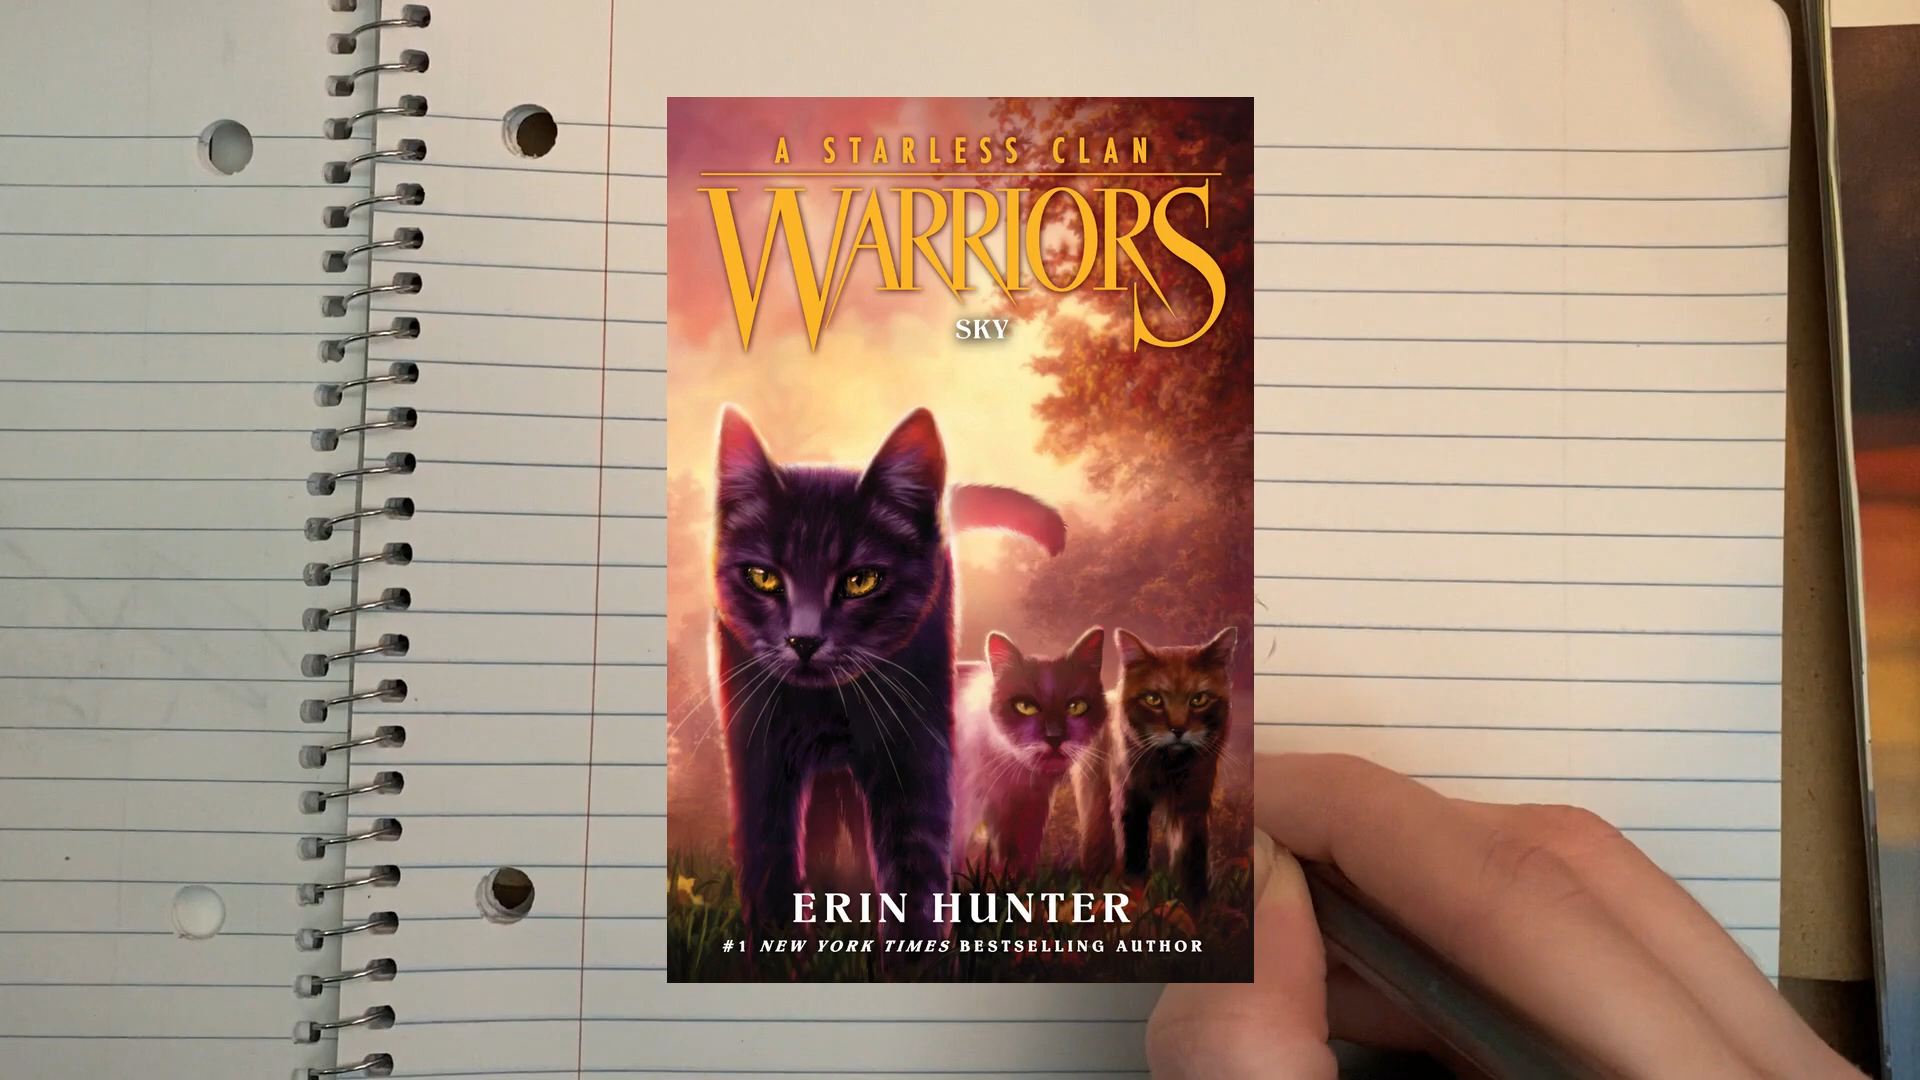 A STARLESS CLAN
WARRIORS
SKY
ERIN HUNTER
#1 NEW YORK TIMES BESTSELLING AUTHOR